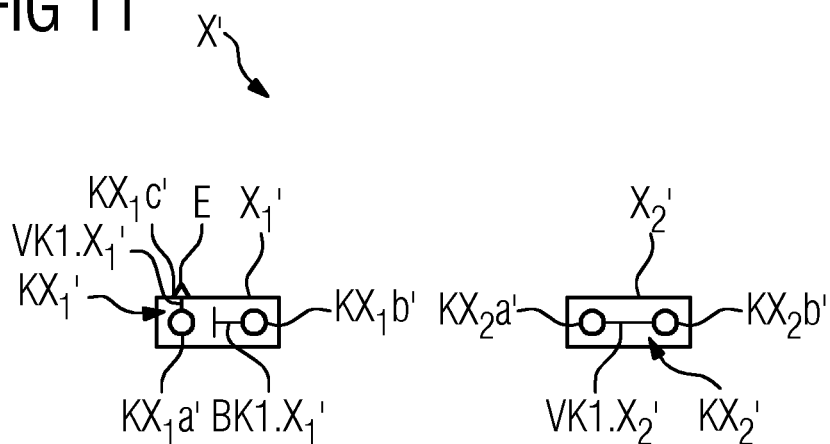 FIG 11
X'
KX₁c' E X₁' X₂'
VK1.X₁'
KX₁' KX₁b' KX₂a' KX₂b'
KX₁a' BK1.X₁' VK1.X₂' KX₂'